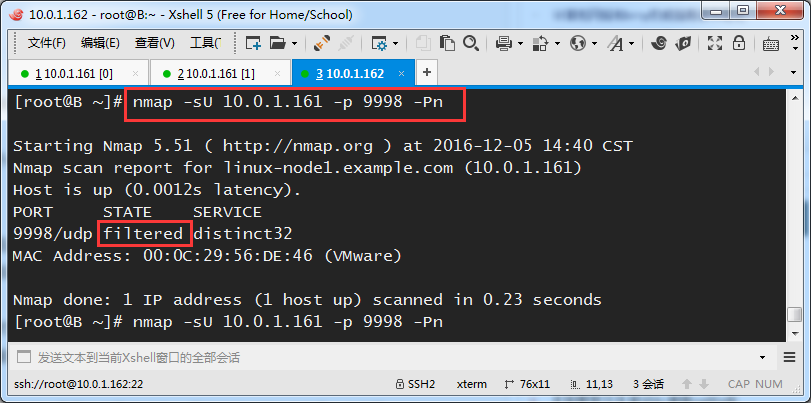 10.0.1.162 - root@B:~ - Xshell 5 (Free for Home/School)
文件(F) 编辑(E) 查看(V) 工具(
1 10.0.1.161 [0] × 2 10.0.1.161 [1] × 3 10.0.1.162 × +
[root@B ~]# nmap -sU 10.0.1.161 -p 9998 -Pn
Starting Nmap 5.51 ( http://nmap.org ) at 2016-12-05 14:40 CST
Nmap scan report for linux-node1.example.com (10.0.1.161)
Host is up (0.0012s latency).
PORT STATE SERVICE
9998/udp filtered distinct32
MAC Address: 00:0C:29:56:DE:46 (VMware)
Nmap done: 1 IP address (1 host up) scanned in 0.23 seconds
[root@B ~]# nmap -sU 10.0.1.161 -p 9998 -Pn
发送文本到当前Xshell窗口的全部会话
ssh://root@10.0.1.162:22 SSH2 xterm 76x11 11,13 3 会话 CAP NUM